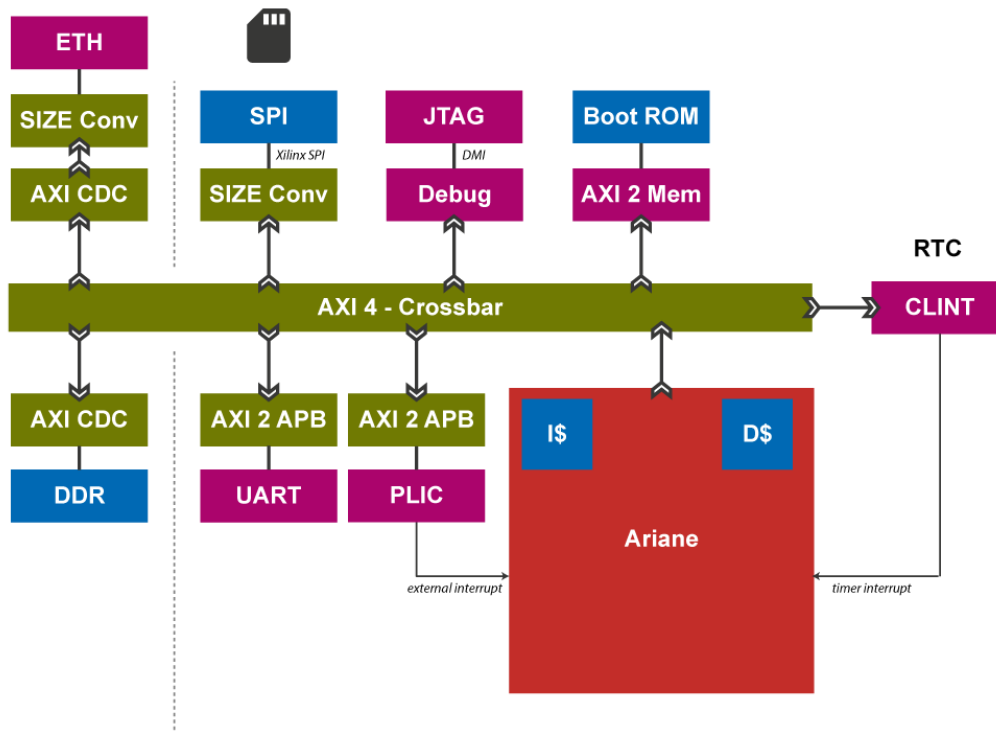 ETH
SIZE Conv
SPI
JTAG
Boot ROM
Xilinx SPI
DMI
AXI CDC
SIZE Conv
Debug
AXI 2 Mem
RTC
AXI 4 - Crossbar
CLINT
AXI CDC
AXI 2 APB
AXI 2 APB
I$
D$
DDR
UART
PLIC
Ariane
external interrupt
timer interrupt